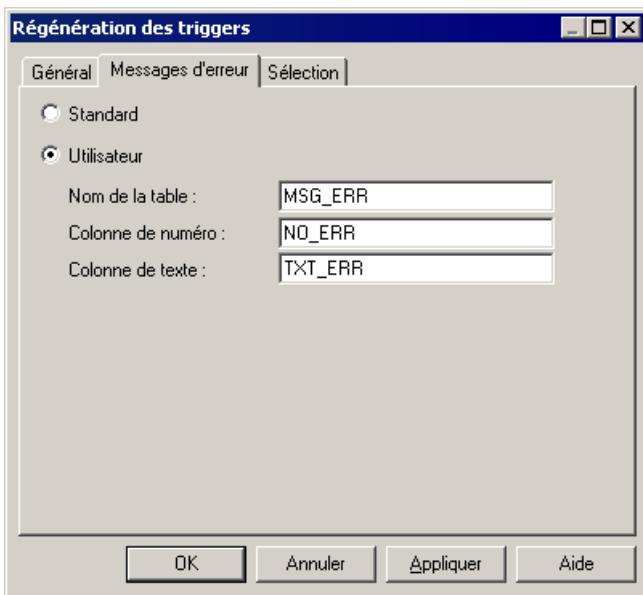 Régénération des triggers
Général Messages d'erreur Sélection
Standard
Utilisateur
Nom de la table : MSG_ERR
Colonne de numéro : NO_ERR
Colonne de texte : TXT_ERR
OK Annuler Appliquer Aide